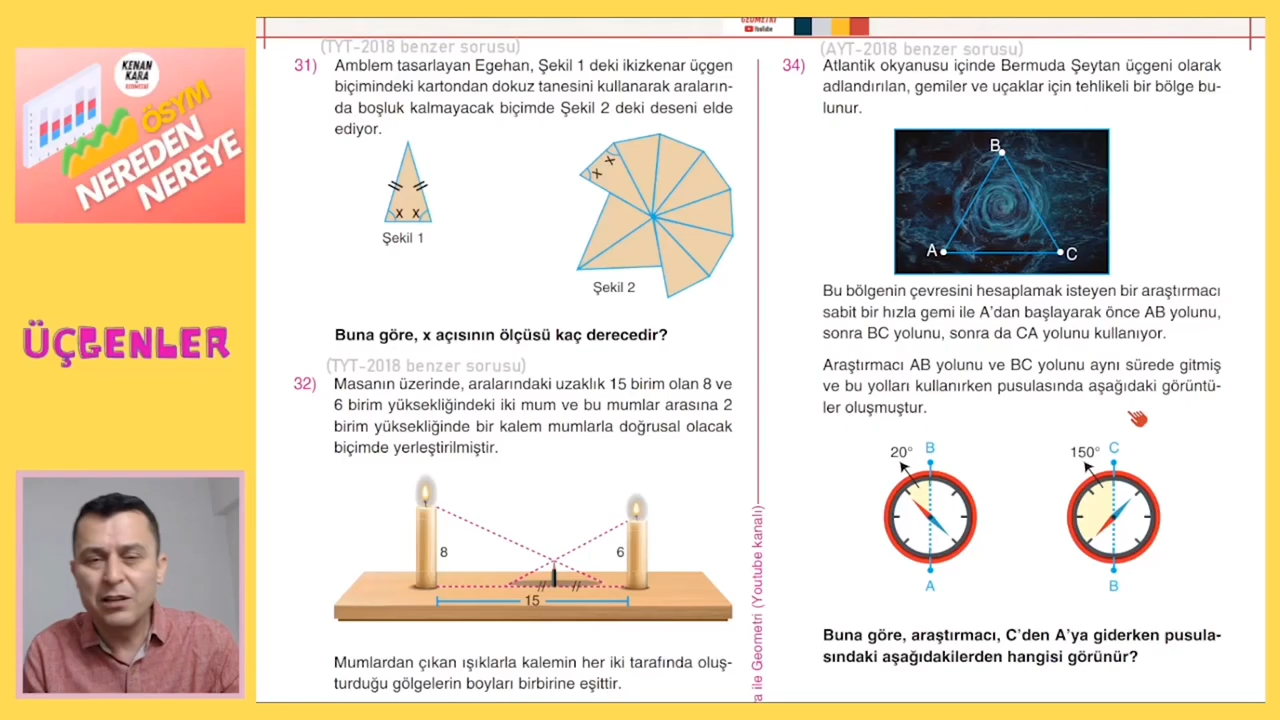 KENAN
KARA
ile
GEOMETRİ
ÖSYM
NEREDEN
NEREYE
ÜÇGENLER
GEOMETRİ
YouTube
(TYT-2018 benzer sorusu)
31) Amblem tasarlayan Egehan, Şekil 1 deki ikizkenar üçgen
biçimindeki kartondan dokuz tanesini kullanarak araların-
da boşluk kalmayacak biçimde Şekil 2 deki deseni elde
ediyor.
x x
Şekil 1
x
x
Şekil 2
Buna göre, x açısının ölçüsü kaç derecedir?
(TYT-2018 benzer sorusu)
32) Masanın üzerinde, aralarındaki uzaklık 15 birim olan 8 ve
6 birim yüksekliğindeki iki mum ve bu mumlar arasına 2
birim yüksekliğinde bir kalem mumlarla doğrusal olacak
biçimde yerleştirilmiştir.
8
6
15
Mumlardan çıkan ışıklarla kalemin her iki tarafında oluş-
turduğu gölgelerin boyları birbirine eşittir.
a ile Geometri (Youtube kanalı)
(AYT-2018 benzer sorusu)
34) Atlantik okyanusu içinde Bermuda Şeytan üçgeni olarak
adlandırılan, gemiler ve uçaklar için tehlikeli bir bölge bu-
lunur.
B
A
C
Bu bölgenin çevresini hesaplamak isteyen bir araştırmacı
sabit bir hızla gemi ile A'dan başlayarak önce AB yolunu,
sonra BC yolunu, sonra da CA yolunu kullanıyor.
Araştırmacı AB yolunu ve BC yolunu aynı sürede gitmiş
ve bu yolları kullanırken pusulasında aşağıdaki görüntü-
ler oluşmuştur.
20° B
A
150° C
B
Buna göre, araştırmacı, C'den A'ya giderken pusula-
sındaki aşağıdakilerden hangisi görünür?